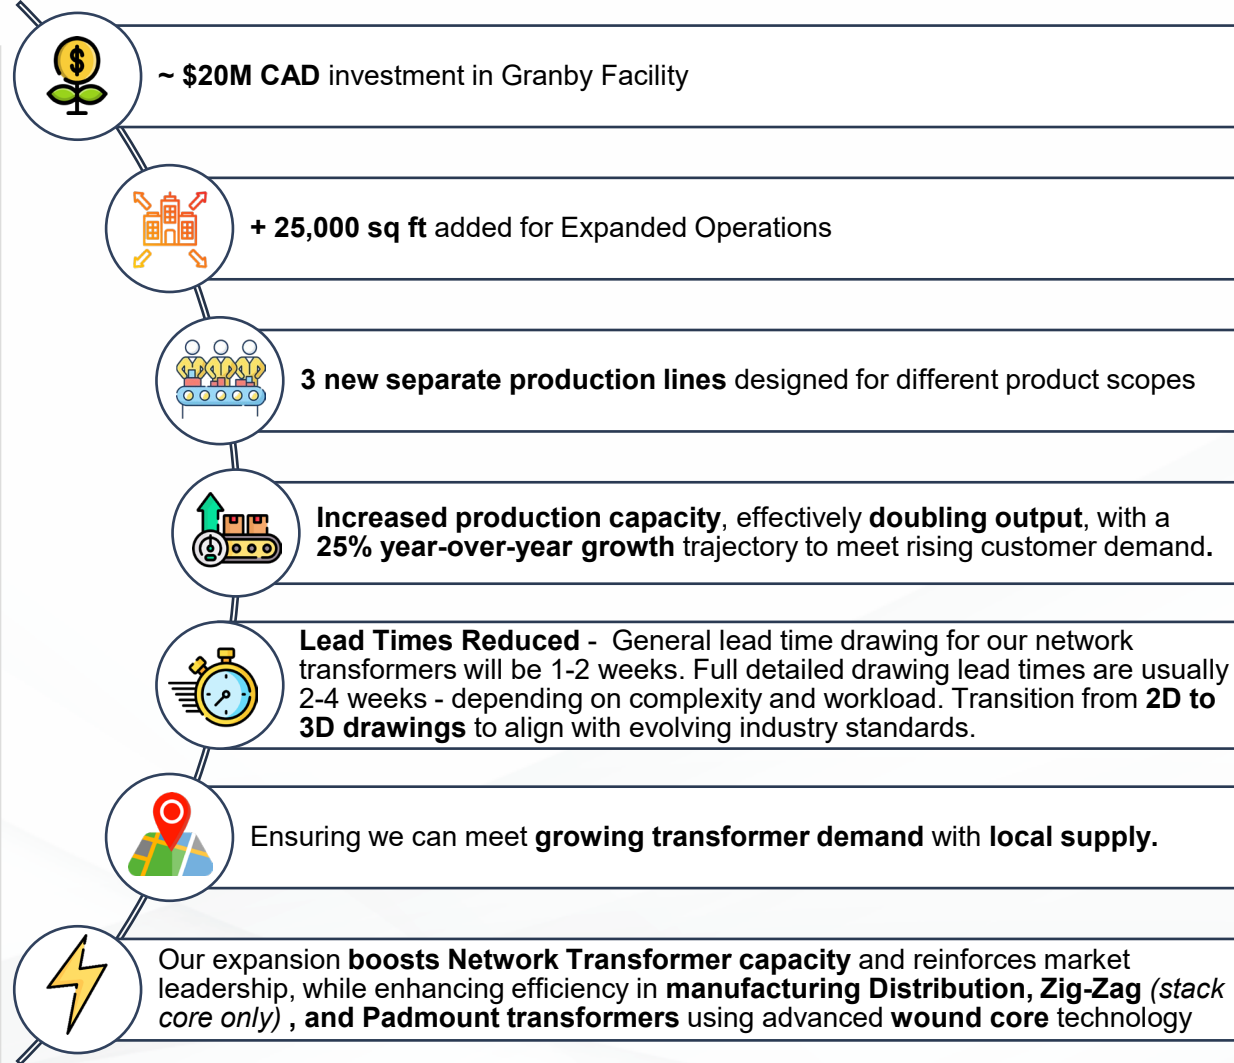 ~ $20M CAD investment in Granby Facility
+ 25,000 sq ft added for Expanded Operations
3 new separate production lines designed for different product scopes
Increased production capacity, effectively doubling output, with a
25% year-over-year growth trajectory to meet rising customer demand.
Lead Times Reduced - General lead time drawing for our network
transformers will be 1-2 weeks. Full detailed drawing lead times are usually
2-4 weeks - depending on complexity and workload. Transition from 2D to
3D drawings to align with evolving industry standards.
Ensuring we can meet growing transformer demand with local supply.
Our expansion boosts Network Transformer capacity and reinforces market
leadership, while enhancing efficiency in manufacturing Distribution, Zig-Zag (stack
core only) , and Padmount transformers using advanced wound core technology